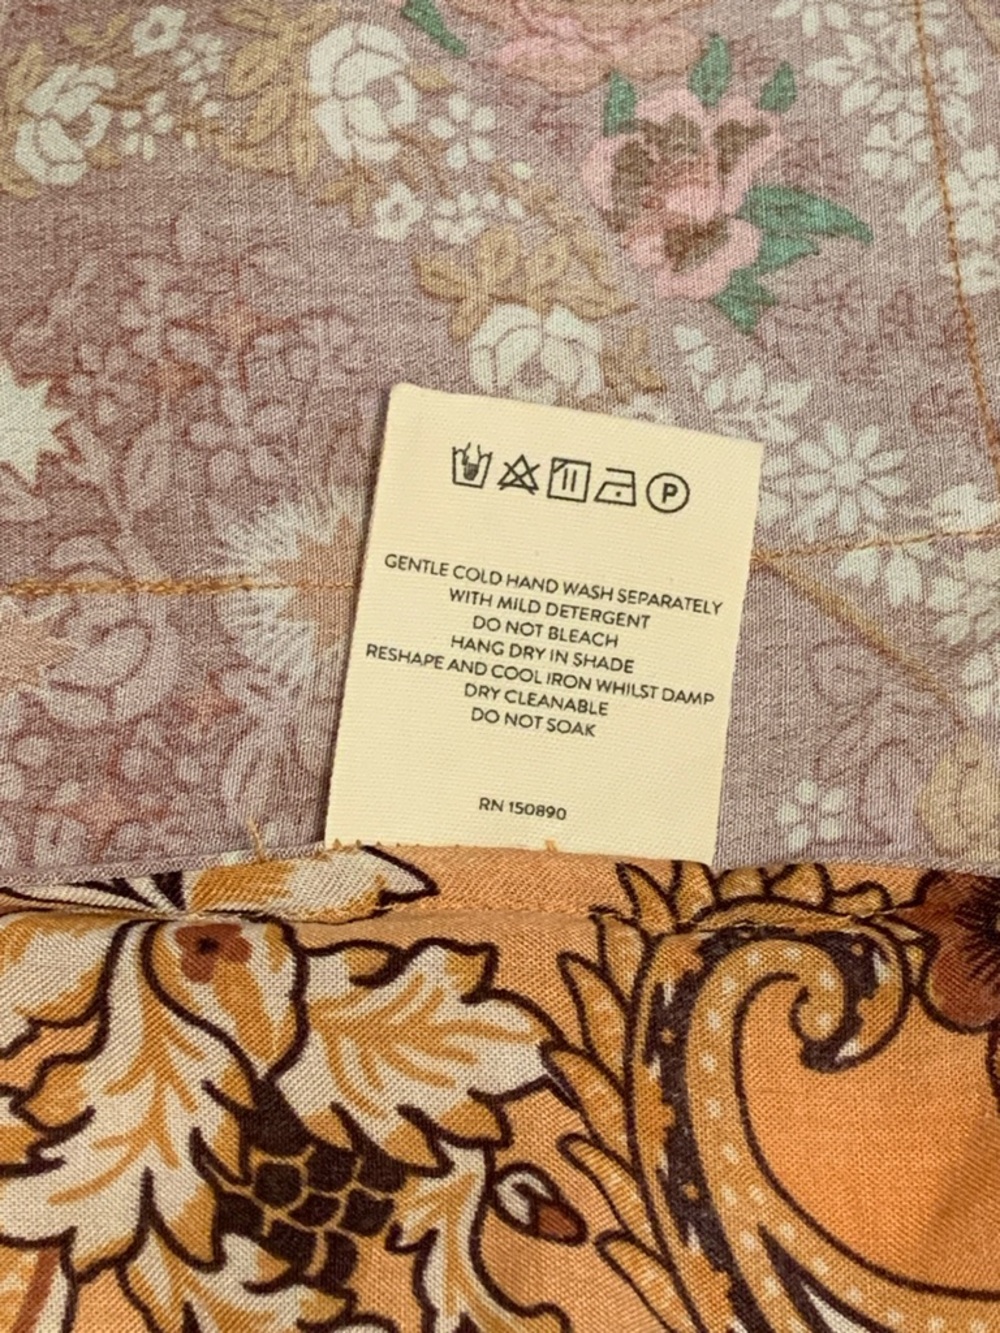 P
GENTLE COLD HAND WASH SEPARATELY
WITH MILD DETERGENT
DO NOT BLEACH
HANG DRY IN SHADE
RESHAPE AND COOL IRON WHILST DAMP
DRY CLEANABLE
DO NOT SOAK
RN 150890